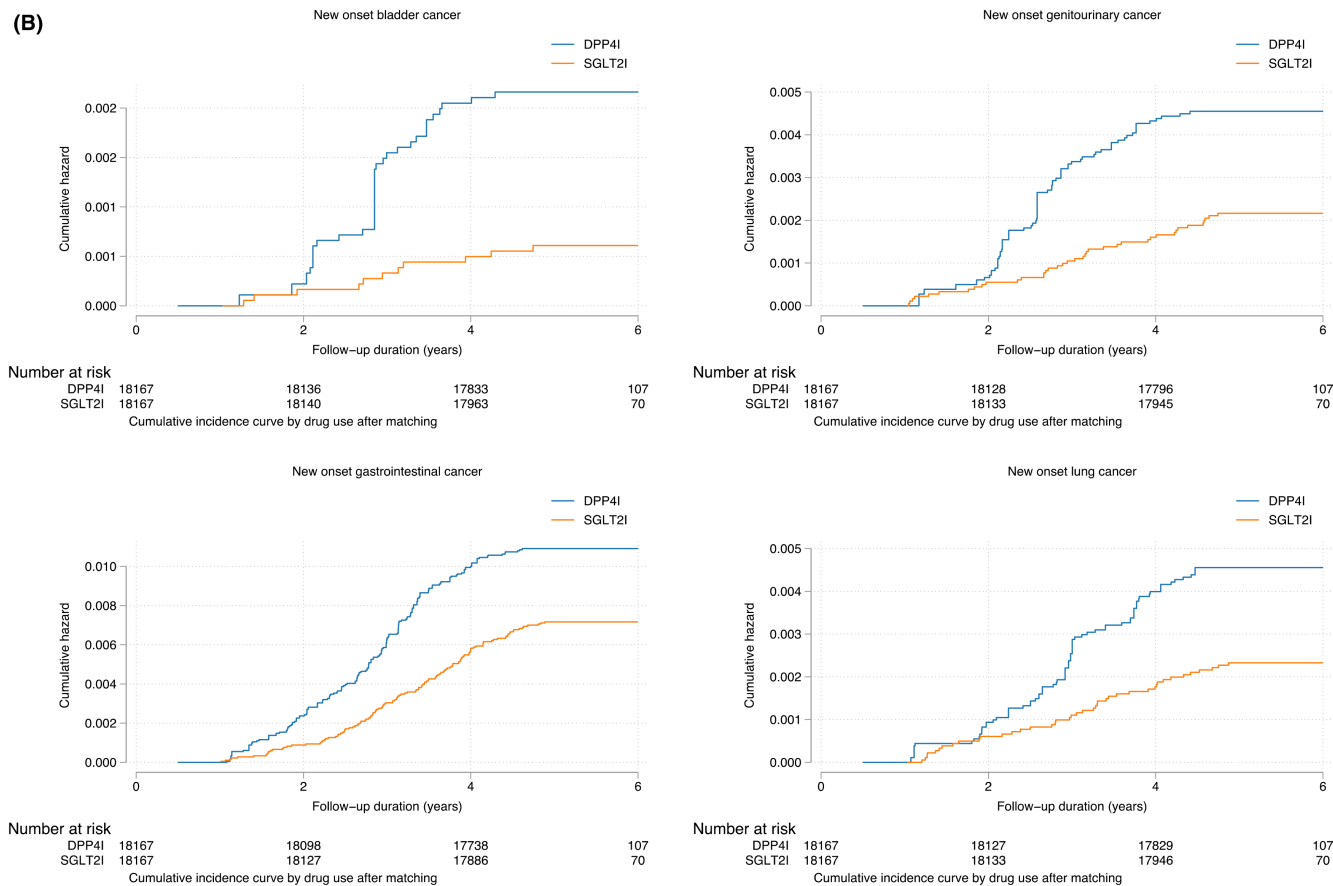 (B)
New onset bladder cancer
DPP4I
SGLT2I
Cumulative hazard
0.002
0.002
0.001
0.001
0.000
0 2 4 6
Follow-up duration (years)
Number at risk
DPP4I 18167 18136 17833 107
SGLT2I 18167 18140 17963 70
Cumulative incidence curve by drug use after matching
New onset genitourinary cancer
DPP4I
SGLT2I
Cumulative hazard
0.005
0.004
0.003
0.002
0.001
0.000
0 2 4 6
Follow-up duration (years)
Number at risk
DPP4I 18167 18128 17796 107
SGLT2I 18167 18133 17945 70
Cumulative incidence curve by drug use after matching
New onset gastrointestinal cancer
DPP4I
SGLT2I
Cumulative hazard
0.010
0.008
0.006
0.004
0.002
0.000
0 2 4 6
Follow-up duration (years)
Number at risk
DPP4I 18167 18098 17738 107
SGLT2I 18167 18127 17886 70
Cumulative incidence curve by drug use after matching
New onset lung cancer
DPP4I
SGLT2I
Cumulative hazard
0.005
0.004
0.003
0.002
0.001
0.000
0 2 4 6
Follow-up duration (years)
Number at risk
DPP4I 18167 18127 17829 107
SGLT2I 18167 18133 17946 70
Cumulative incidence curve by drug use after matching